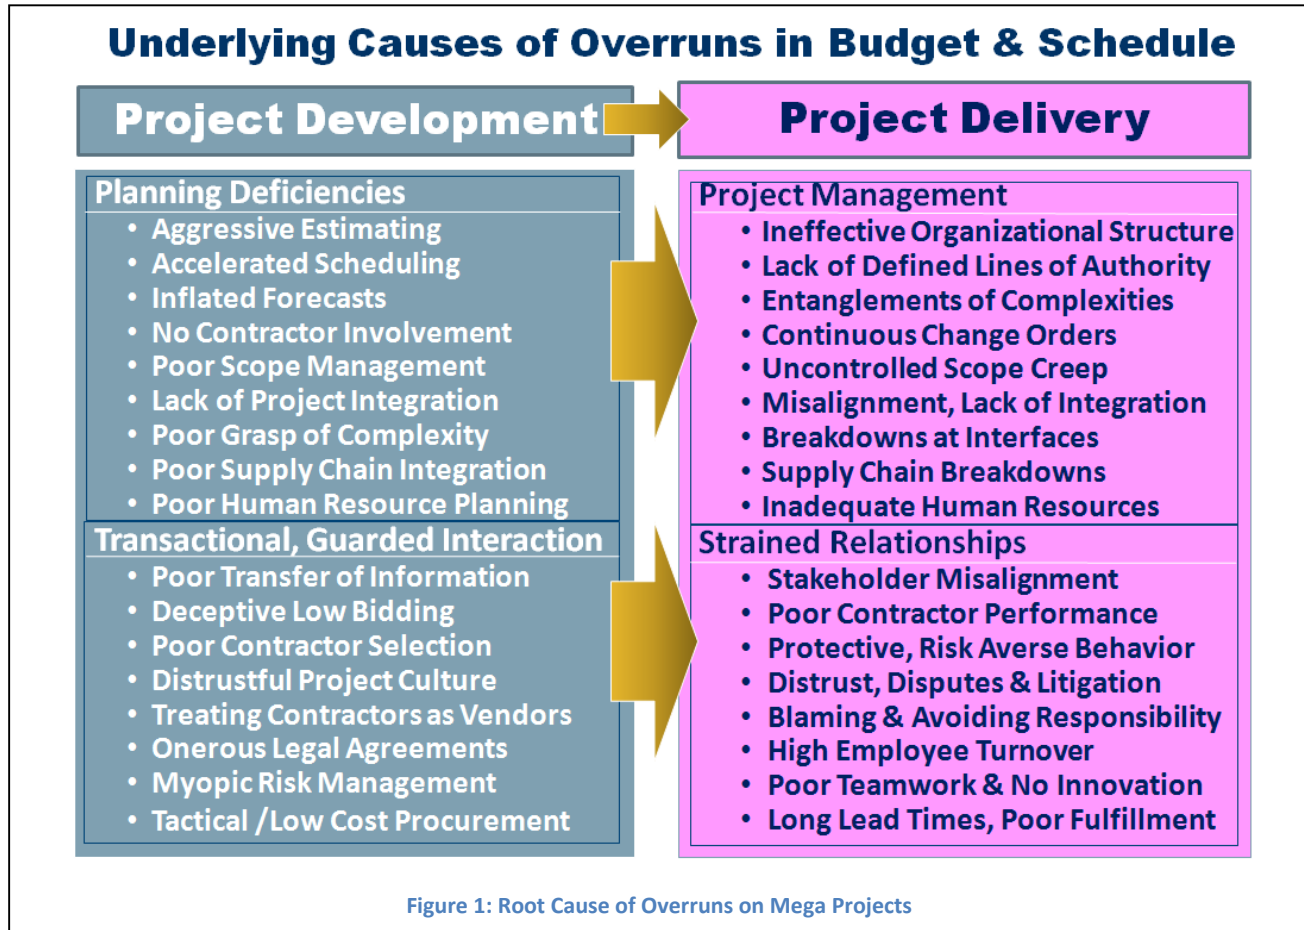 Underlying Causes of Overruns in Budget & Schedule
Project Development
Project Delivery
Planning Deficiencies
• Aggressive Estimating
• Accelerated Scheduling
• Inflated Forecasts
• No Contractor Involvement
• Poor Scope Management
• Lack of Project Integration
• Poor Grasp of Complexity
• Poor Supply Chain Integration
• Poor Human Resource Planning
Transactional, Guarded Interaction
• Poor Transfer of Information
• Deceptive Low Bidding
• Poor Contractor Selection
• Distrustful Project Culture
• Treating Contractors as Vendors
• Onerous Legal Agreements
• Myopic Risk Management
• Tactical /Low Cost Procurement
Project Management
• Ineffective Organizational Structure
• Lack of Defined Lines of Authority
• Entanglements of Complexities
• Continuous Change Orders
• Uncontrolled Scope Creep
• Misalignment, Lack of Integration
• Breakdowns at Interfaces
• Supply Chain Breakdowns
• Inadequate Human Resources
Strained Relationships
• Stakeholder Misalignment
• Poor Contractor Performance
• Protective, Risk Averse Behavior
• Distrust, Disputes & Litigation
• Blaming & Avoiding Responsibility
• High Employee Turnover
• Poor Teamwork & No Innovation
• Long Lead Times, Poor Fulfillment
Figure 1: Root Cause of Overruns on Mega Projects